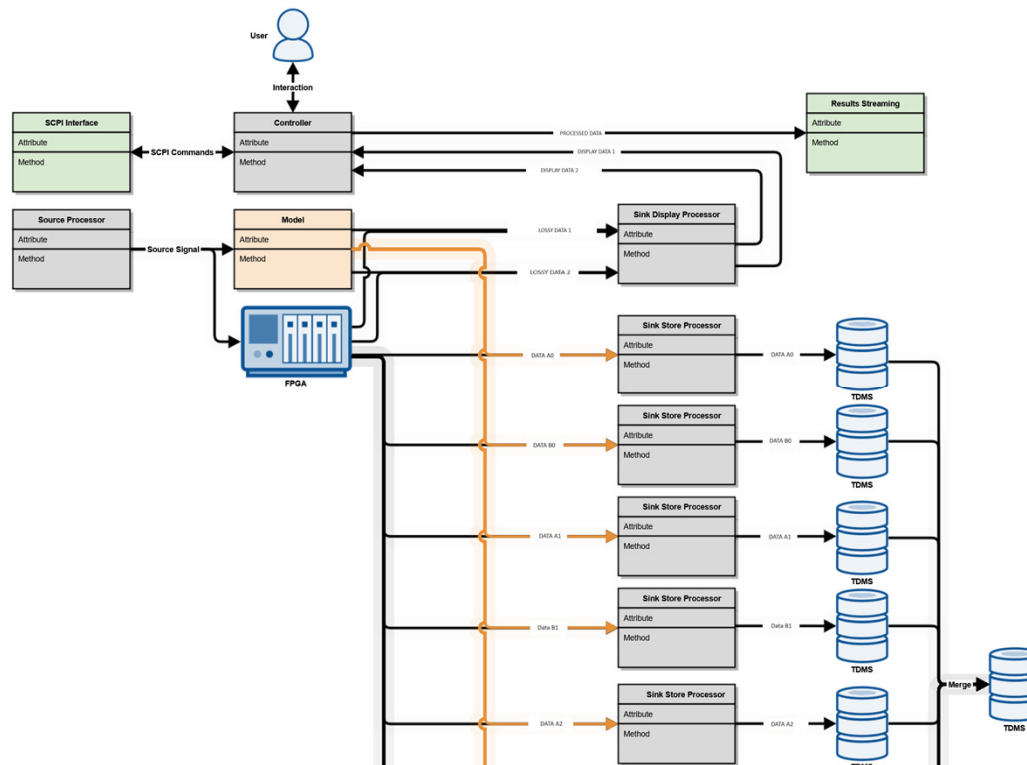 User
Interaction
SCPI Interface
Attribute
Method
SCPI Commands
Controller
Attribute
Method
PROCESSED DATA
DISPLAY DATA 1
DISPLAY DATA 2
Results Streaming
Attribute
Method
Source Processor
Attribute
Method
Source Signal
Model
Attribute
Method
LOSSY DATA 1
LOSSY DATA 2
Sink Display Processor
Attribute
Method
FPGA
DATA A0
Sink Store Processor
Attribute
Method
DATA A0
TDMS
DATA B0
Sink Store Processor
Attribute
Method
DATA B0
TDMS
DATA A1
Sink Store Processor
Attribute
Method
DATA A1
TDMS
Data B1
Sink Store Processor
Attribute
Method
Data B1
TDMS
Merge
TDMS
DATA A2
Sink Store Processor
Attribute
Method
DATA A2
TDMS